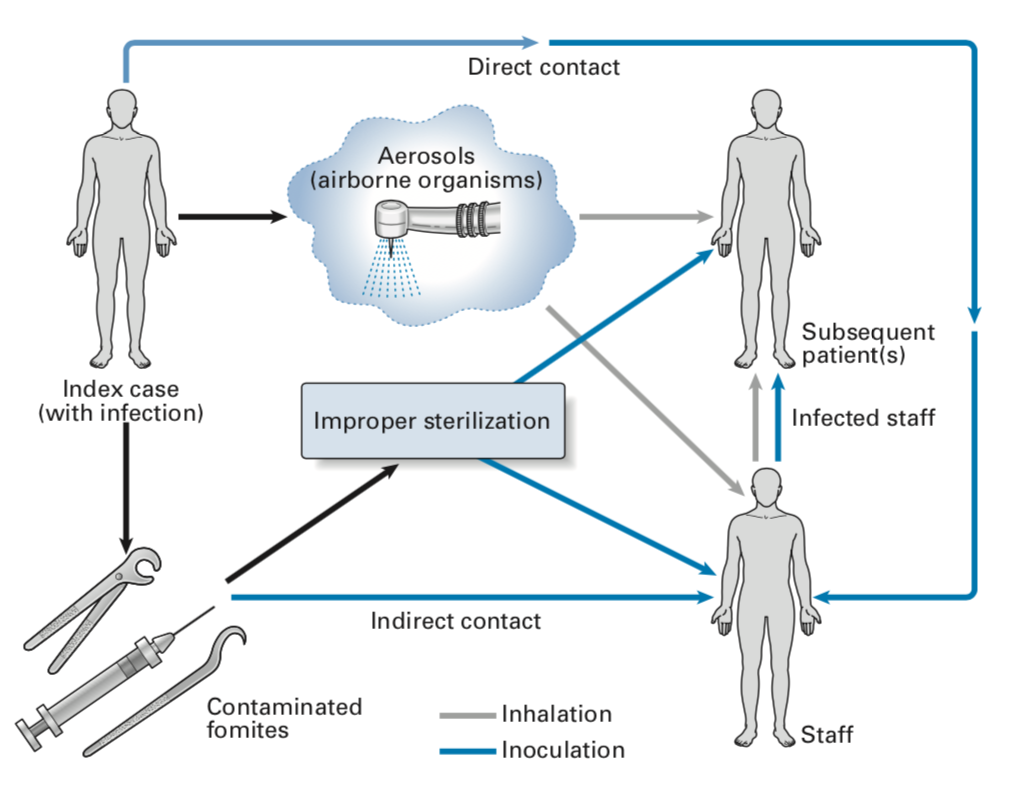 Direct contact
Aerosols
(airborne organisms)
Index case
(with infection)
Subsequent
patient(s)
Improper sterilization
Infected staff
Indirect contact
Contaminated
fomites
Inhalation
Inoculation
Staff